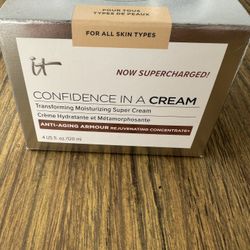 POUR TOUS
TYPES DE PEAUX
FOR ALL SKIN TYPES
it
NOW SUPERCHARGED!
CONFIDENCE IN A CREAM
Transforming Moisturizing Super Cream
Crème Hydratante et Métamorphosante
ANTI-AGING ARMOUR REJUVENATING CONCENTRATE